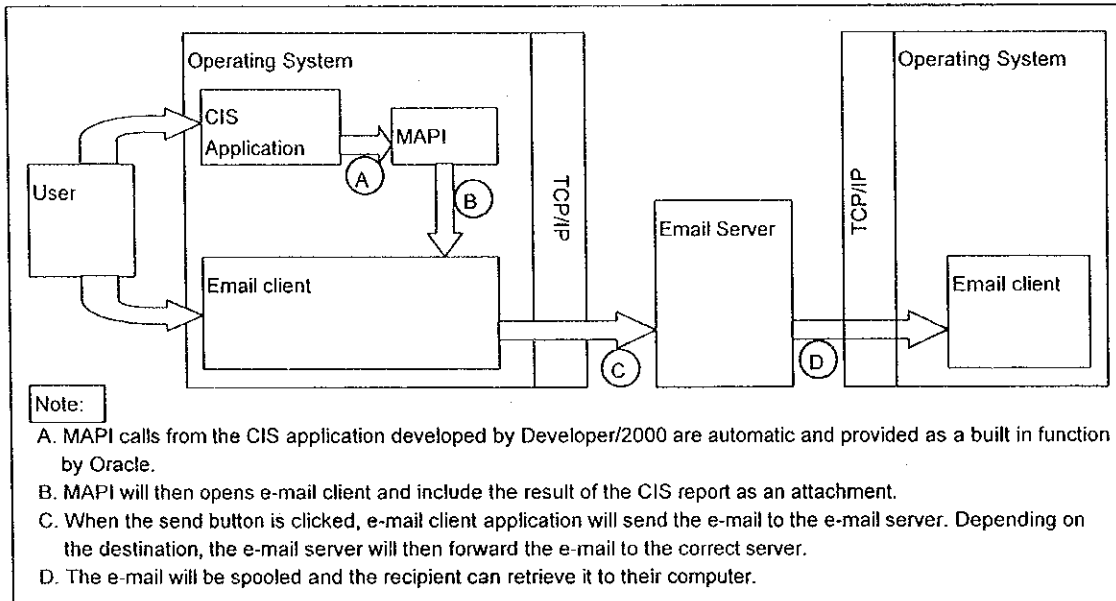 Operating System
Operating System
CIS
Application
MAPI
A
User
B
TCP/IP
TCP/IP
Email Server
Email client
Email client
C
D
Note:
A. MAPI calls from the CIS application developed by Developer/2000 are automatic and provided as a built in function
by Oracle.
B. MAPI will then opens e-mail client and include the result of the CIS report as an attachment.
C. When the send button is clicked, e-mail client application will send the e-mail to the e-mail server. Depending on
the destination, the e-mail server will then forward the e-mail to the correct server.
D. The e-mail will be spooled and the recipient can retrieve it to their computer.